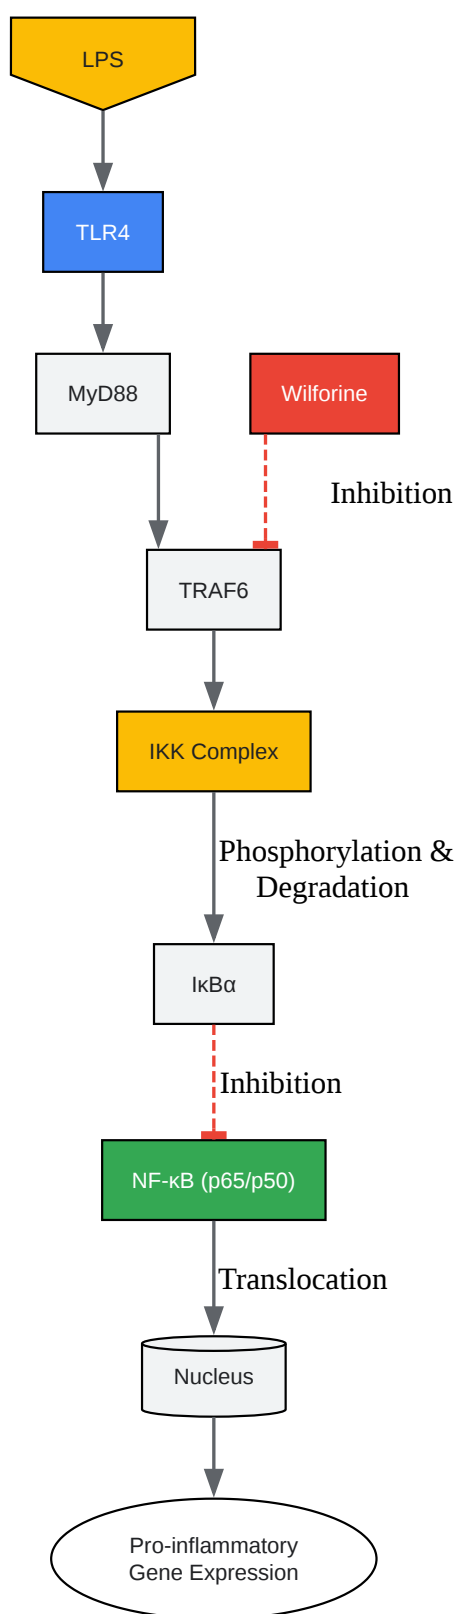 LPS
TLR4
MyD88
Wilforine
Inhibition
TRAF6
IKK Complex
Phosphorylation &
Degradation
IκBα
Inhibition
NF-κB (p65/p50)
Translocation
Nucleus
Pro-inflammatory
Gene Expression